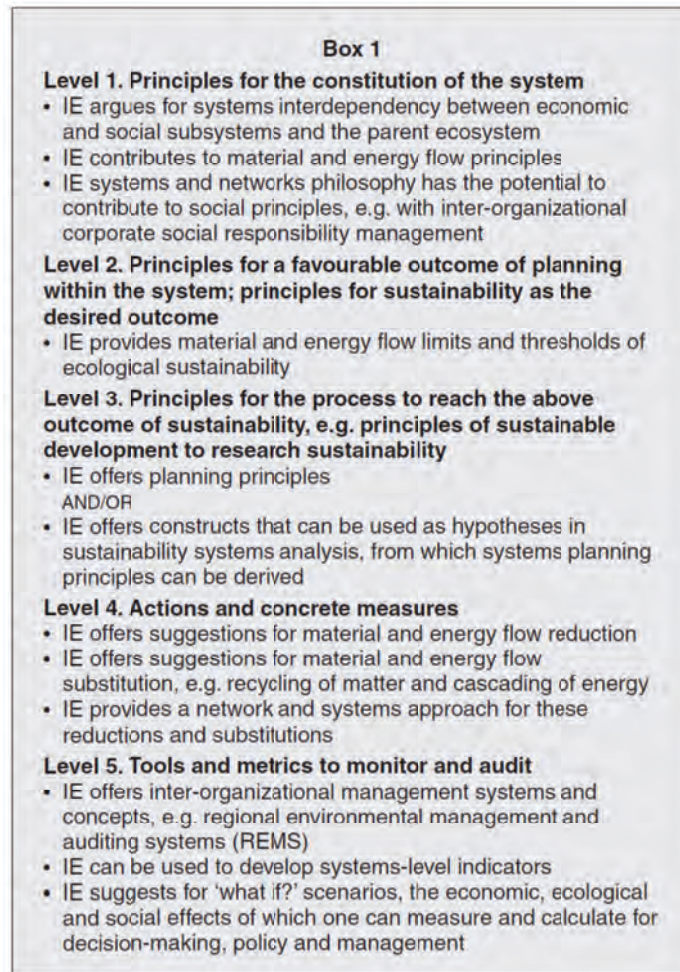 Box 1
Level 1. Principles for the constitution of the system
• IE argues for systems interdependency between economic
and social subsystems and the parent ecosystem
• IE contributes to material and energy flow principles
• IE systems and networks philosophy has the potential to
contribute to social principles, e.g. with inter-organizational
corporate social responsibility management
Level 2. Principles for a favourable outcome of planning
within the system; principles for sustainability as the
desired outcome
• IE provides material and energy flow limits and thresholds of
ecological sustainability
Level 3. Principles for the process to reach the above
outcome of sustainability, e.g. principles of sustainable
development to research sustainability
• IE offers planning principles
AND/OR
• IE offers constructs that can be used as hypotheses in
sustainability systems analysis, from which systems planning
principles can be derived
Level 4. Actions and concrete measures
• IE offers suggestions for material and energy flow reduction
• IE offers suggestions for material and energy flow
substitution, e.g. recycling of matter and cascading of energy
• IE provides a network and systems approach for these
reductions and substitutions
Level 5. Tools and metrics to monitor and audit
• IE offers inter-organizational management systems and
concepts, e.g. regional environmental management and
auditing systems (REMS)
• IE can be used to develop systems-level indicators
• IE suggests for ‘what if?’ scenarios, the economic, ecological
and social effects of which one can measure and calculate for
decision-making, policy and management